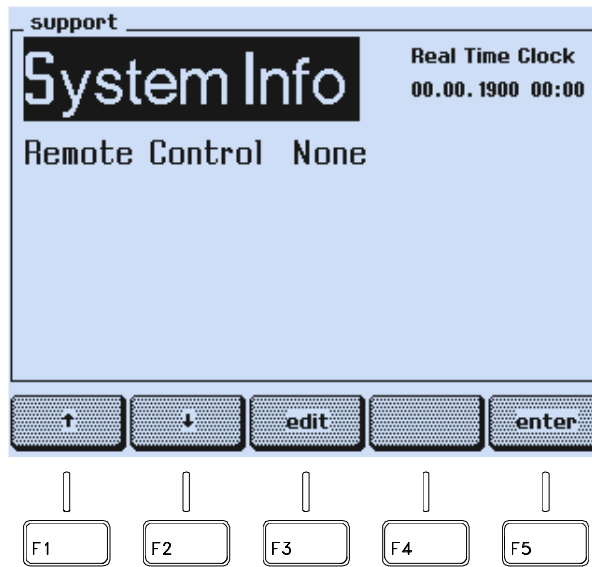 support
System Info
Real Time Clock
00.00.1900 00:00
Remote Control None
↑ ↓ edit enter
F1 F2 F3 F4 F5